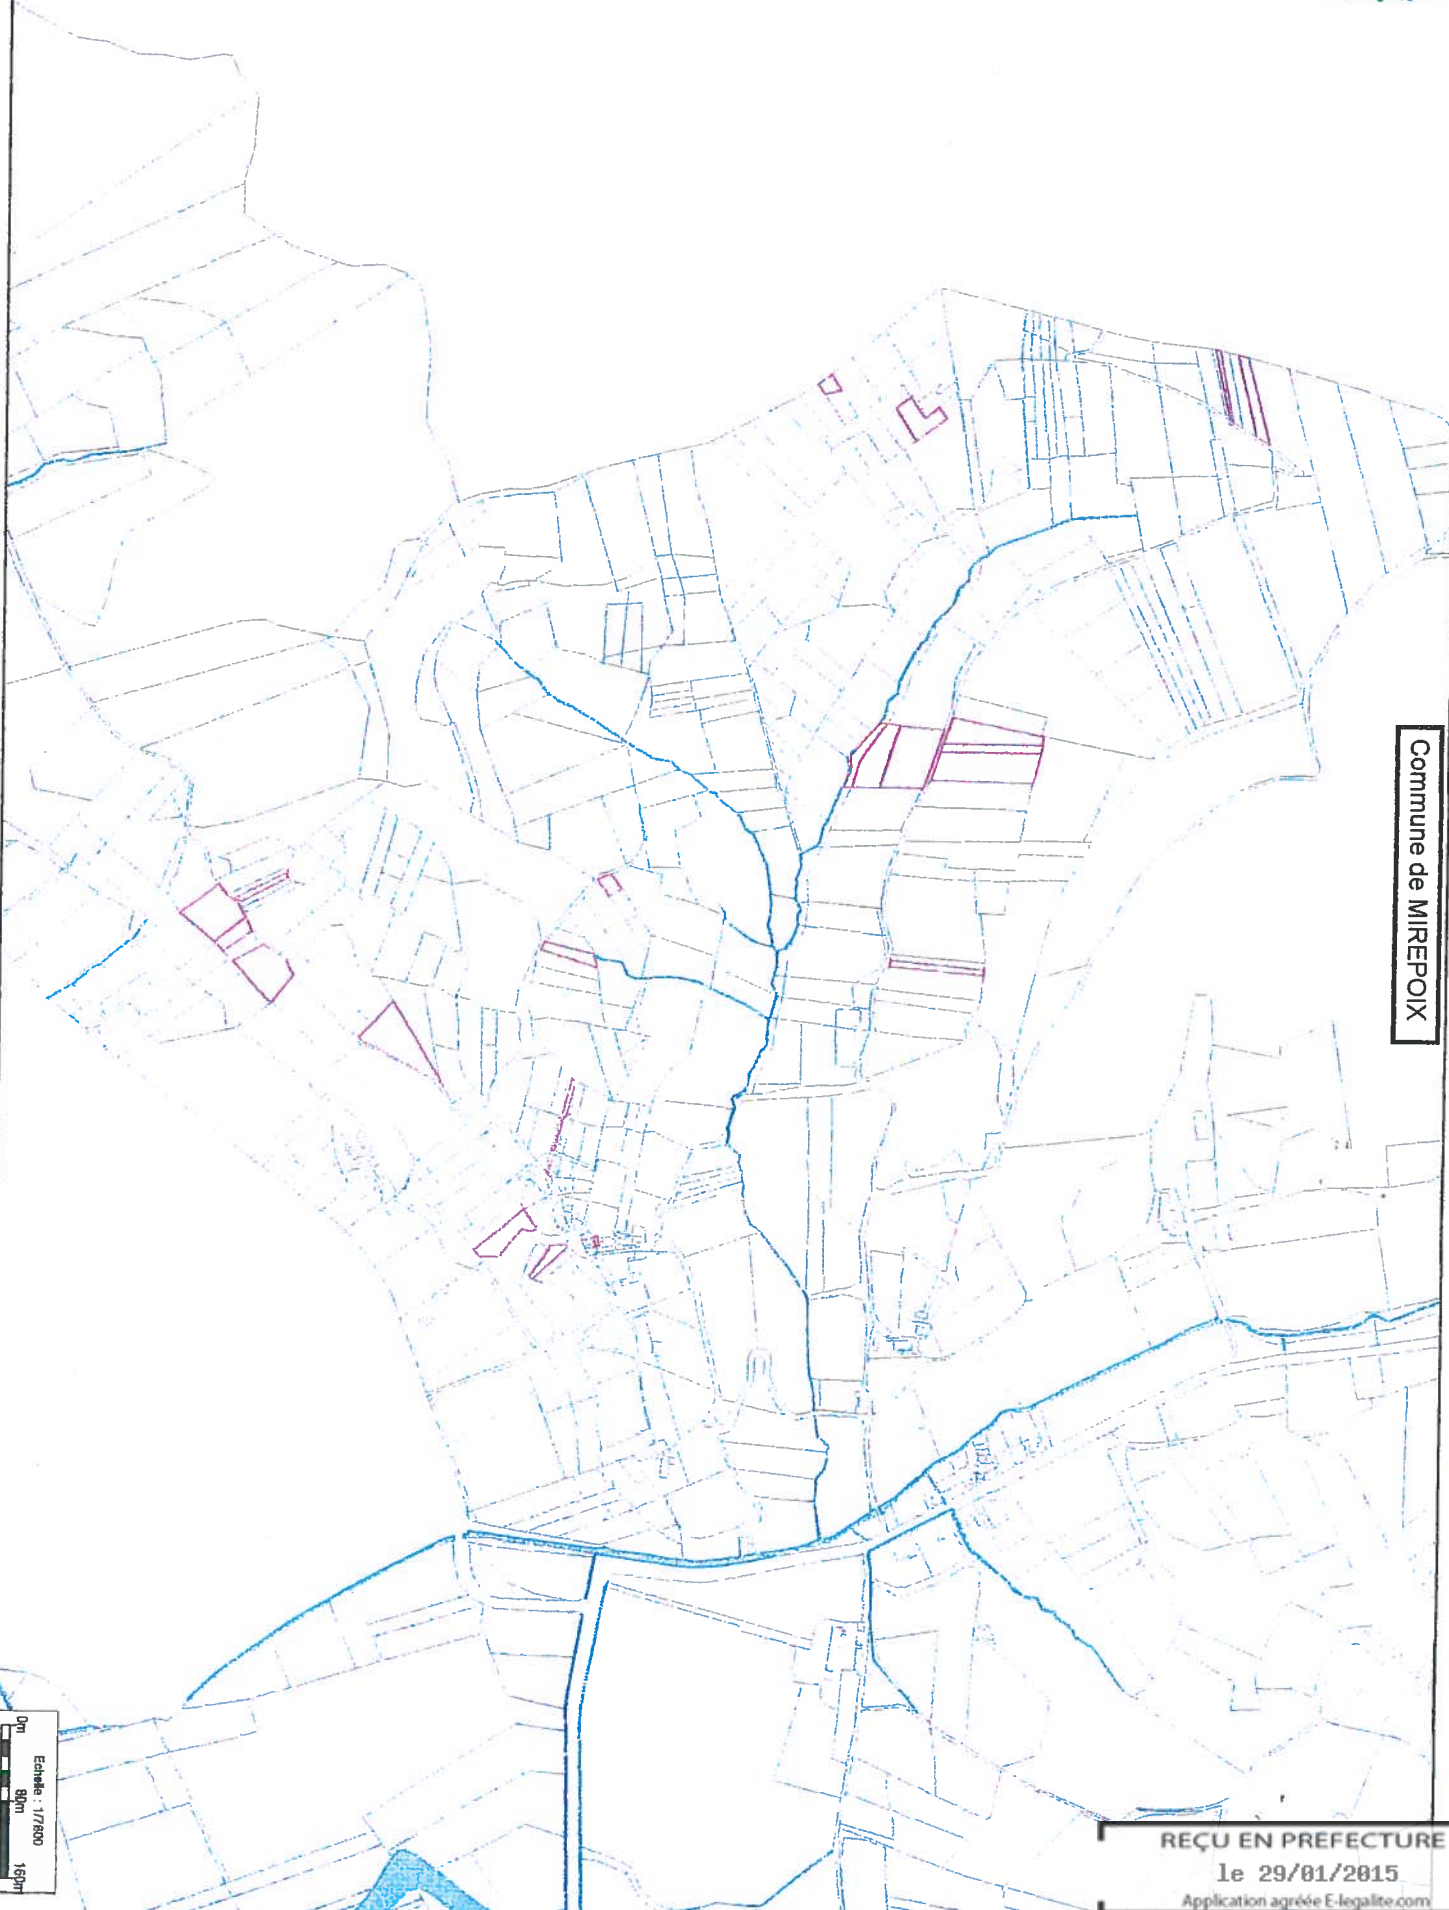 Commune de MIREPOIX
Echelle : 1/7800
0m 80m 160m
REÇU EN PREFECTURE
le 29/01/2015
Application agréée E-legalite.com